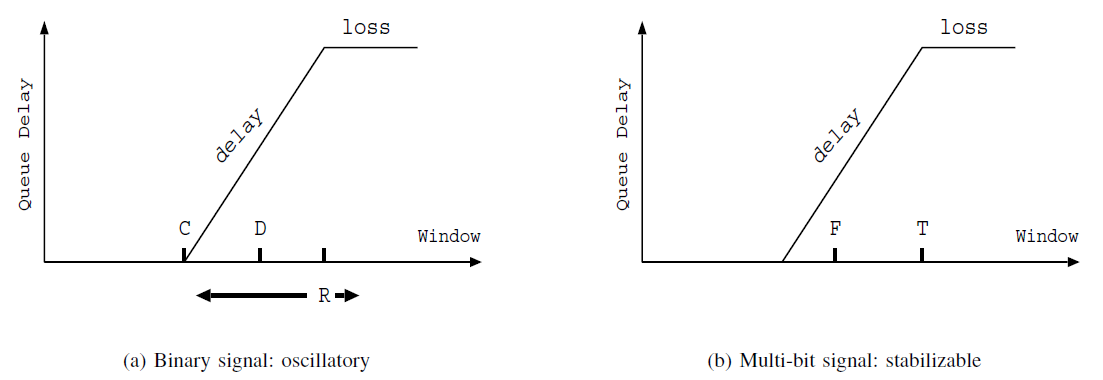 loss
Queue Delay
delay
C
D
Window
R
(a) Binary signal: oscillatory
loss
Queue Delay
delay
F
T
Window
(b) Multi-bit signal: stabilizable